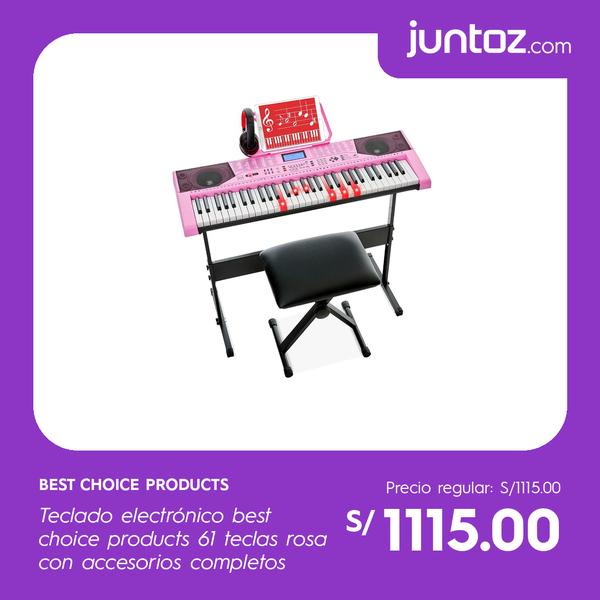 juntoz.com
BEST CHOICE PRODUCTS
Teclado electrónico best
choice products 61 teclas rosa
con accesorios completos
Precio regular: S/1115.00
S/ 1115.00